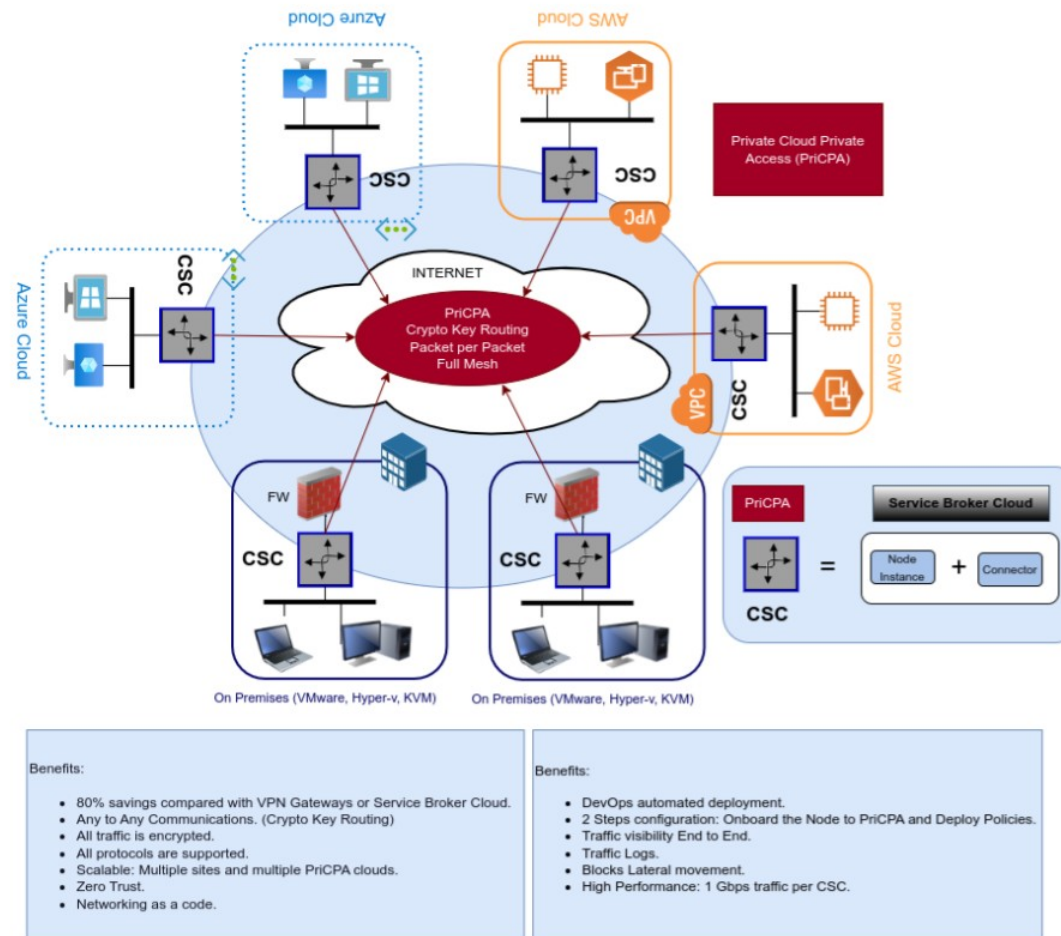 Azure Cloud
AWS Cloud
CSC
CSC
VPC
Private Cloud Private
Access (PriCPA)
Azure Cloud
CSC
INTERNET
PriCPA
Crypto Key Routing
Packet per Packet
Full Mesh
VPC
CSC
AWS Cloud
FW
CSC
FW
CSC
On Premises (VMware, Hyper-v, KVM)
On Premises (VMware, Hyper-v, KVM)
PriCPA
Service Broker Cloud
CSC
=
Node
Instance
+
Connector
Benefits:
• 80% savings compared with VPN Gateways or Service Broker Cloud.
• Any to Any Communications. (Crypto Key Routing)
• All traffic is encrypted.
• All protocols are supported.
• Scalable: Multiple sites and multiple PriCPA clouds.
• Zero Trust.
• Networking as a code.
Benefits:
• DevOps automated deployment.
• 2 Steps configuration: Onboard the Node to PriCPA and Deploy Policies.
• Traffic visibility End to End.
• Traffic Logs.
• Blocks Lateral movement.
• High Performance: 1 Gbps traffic per CSC.